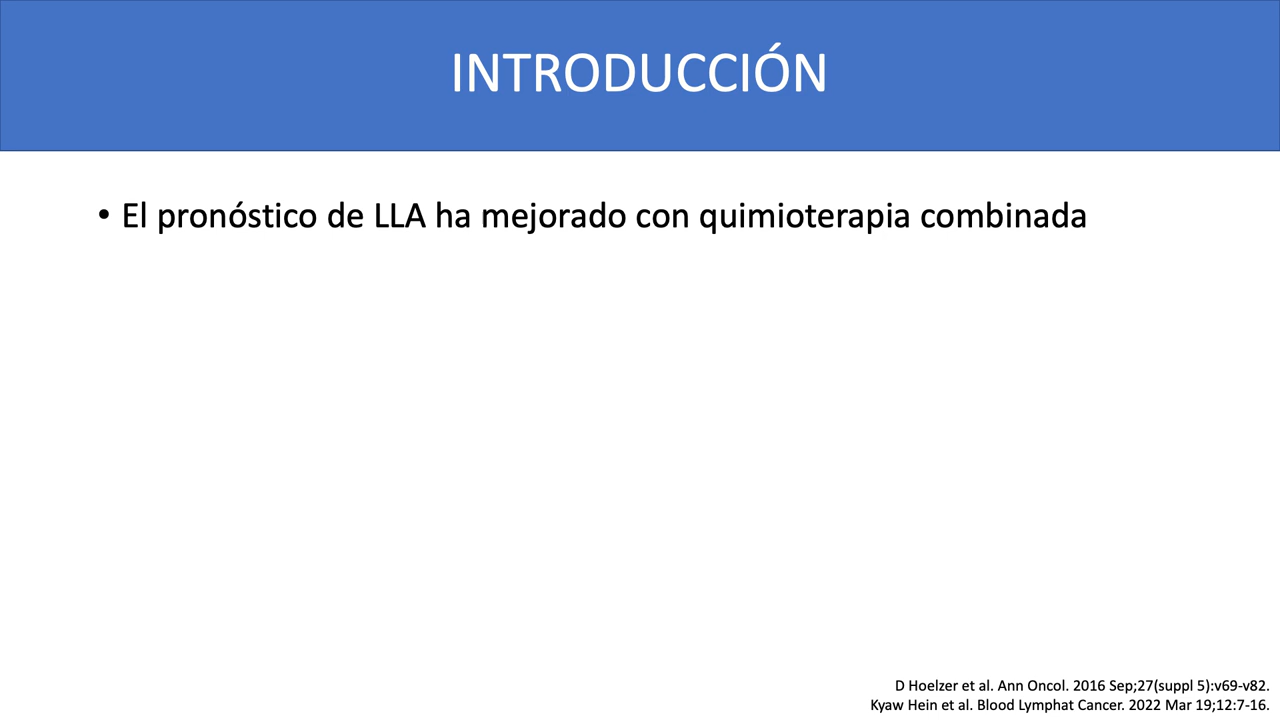 INTRODUCCIÓN
• El pronóstico de LLA ha mejorado con quimioterapia combinada
D Hoelzer et al. Ann Oncol. 2016 Sep;27(suppl 5):v69-v82.
Kyaw Hein et al. Blood Lymphat Cancer. 2022 Mar 19;12:7-16.